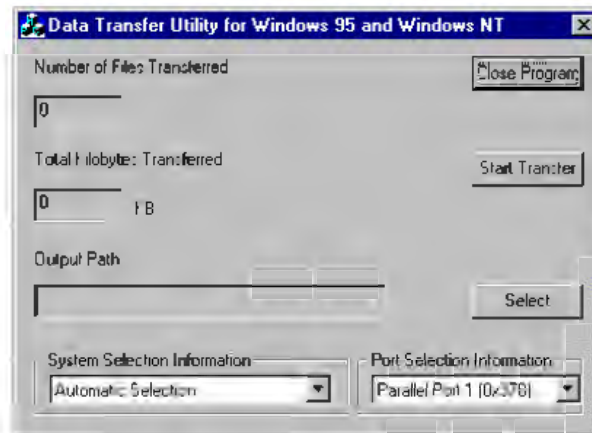 Data Transfer Utility for Windows 95 and Windows NT
Number of Files Transferred
Close Program
0
Total Kilobytes Transferred
Start Transfer
0 KB
Output Path
Select
System Selection Information
Port Selection Information
Automatic Selection
Parallel Port 1 (0x378)